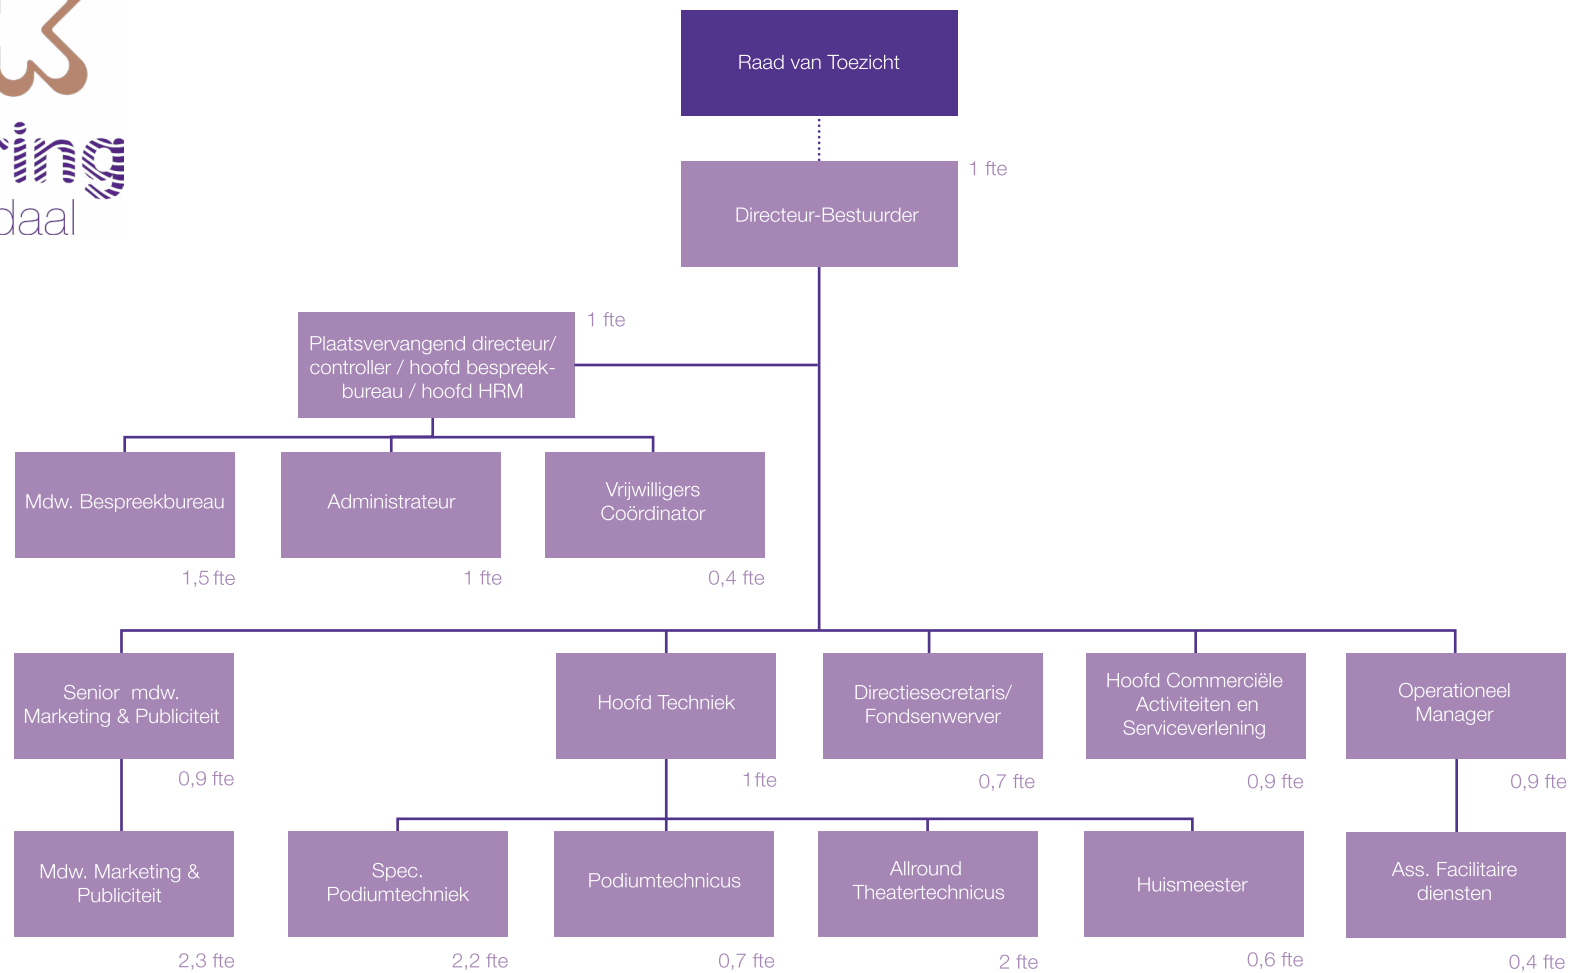 ring
daal
Raad van Toezicht
1 fte
Directeur-Bestuurder
1 fte
Plaatsvervangend directeur/
controller / hoofd bespreek-
bureau / hoofd HRM
Mdw. Bespreekbureau
1,5 fte
Administrateur
1 fte
Vrijwilligers
Coördinator
0,4 fte
Senior mdw.
Marketing & Publiciteit
0,9 fte
Hoofd Techniek
1 fte
Directiesecretaris/
Fondsenwerver
0,7 fte
Hoofd Commerciële
Activiteiten en
Serviceverlening
0,9 fte
Operationeel
Manager
0,9 fte
Mdw. Marketing &
Publiciteit
2,3 fte
Spec.
Podiumtechniek
2,2 fte
Podiumtechnicus
0,7 fte
Allround
Theatertechnicus
2 fte
Huismeester
0,6 fte
Ass. Facilitaire
diensten
0,4 fte